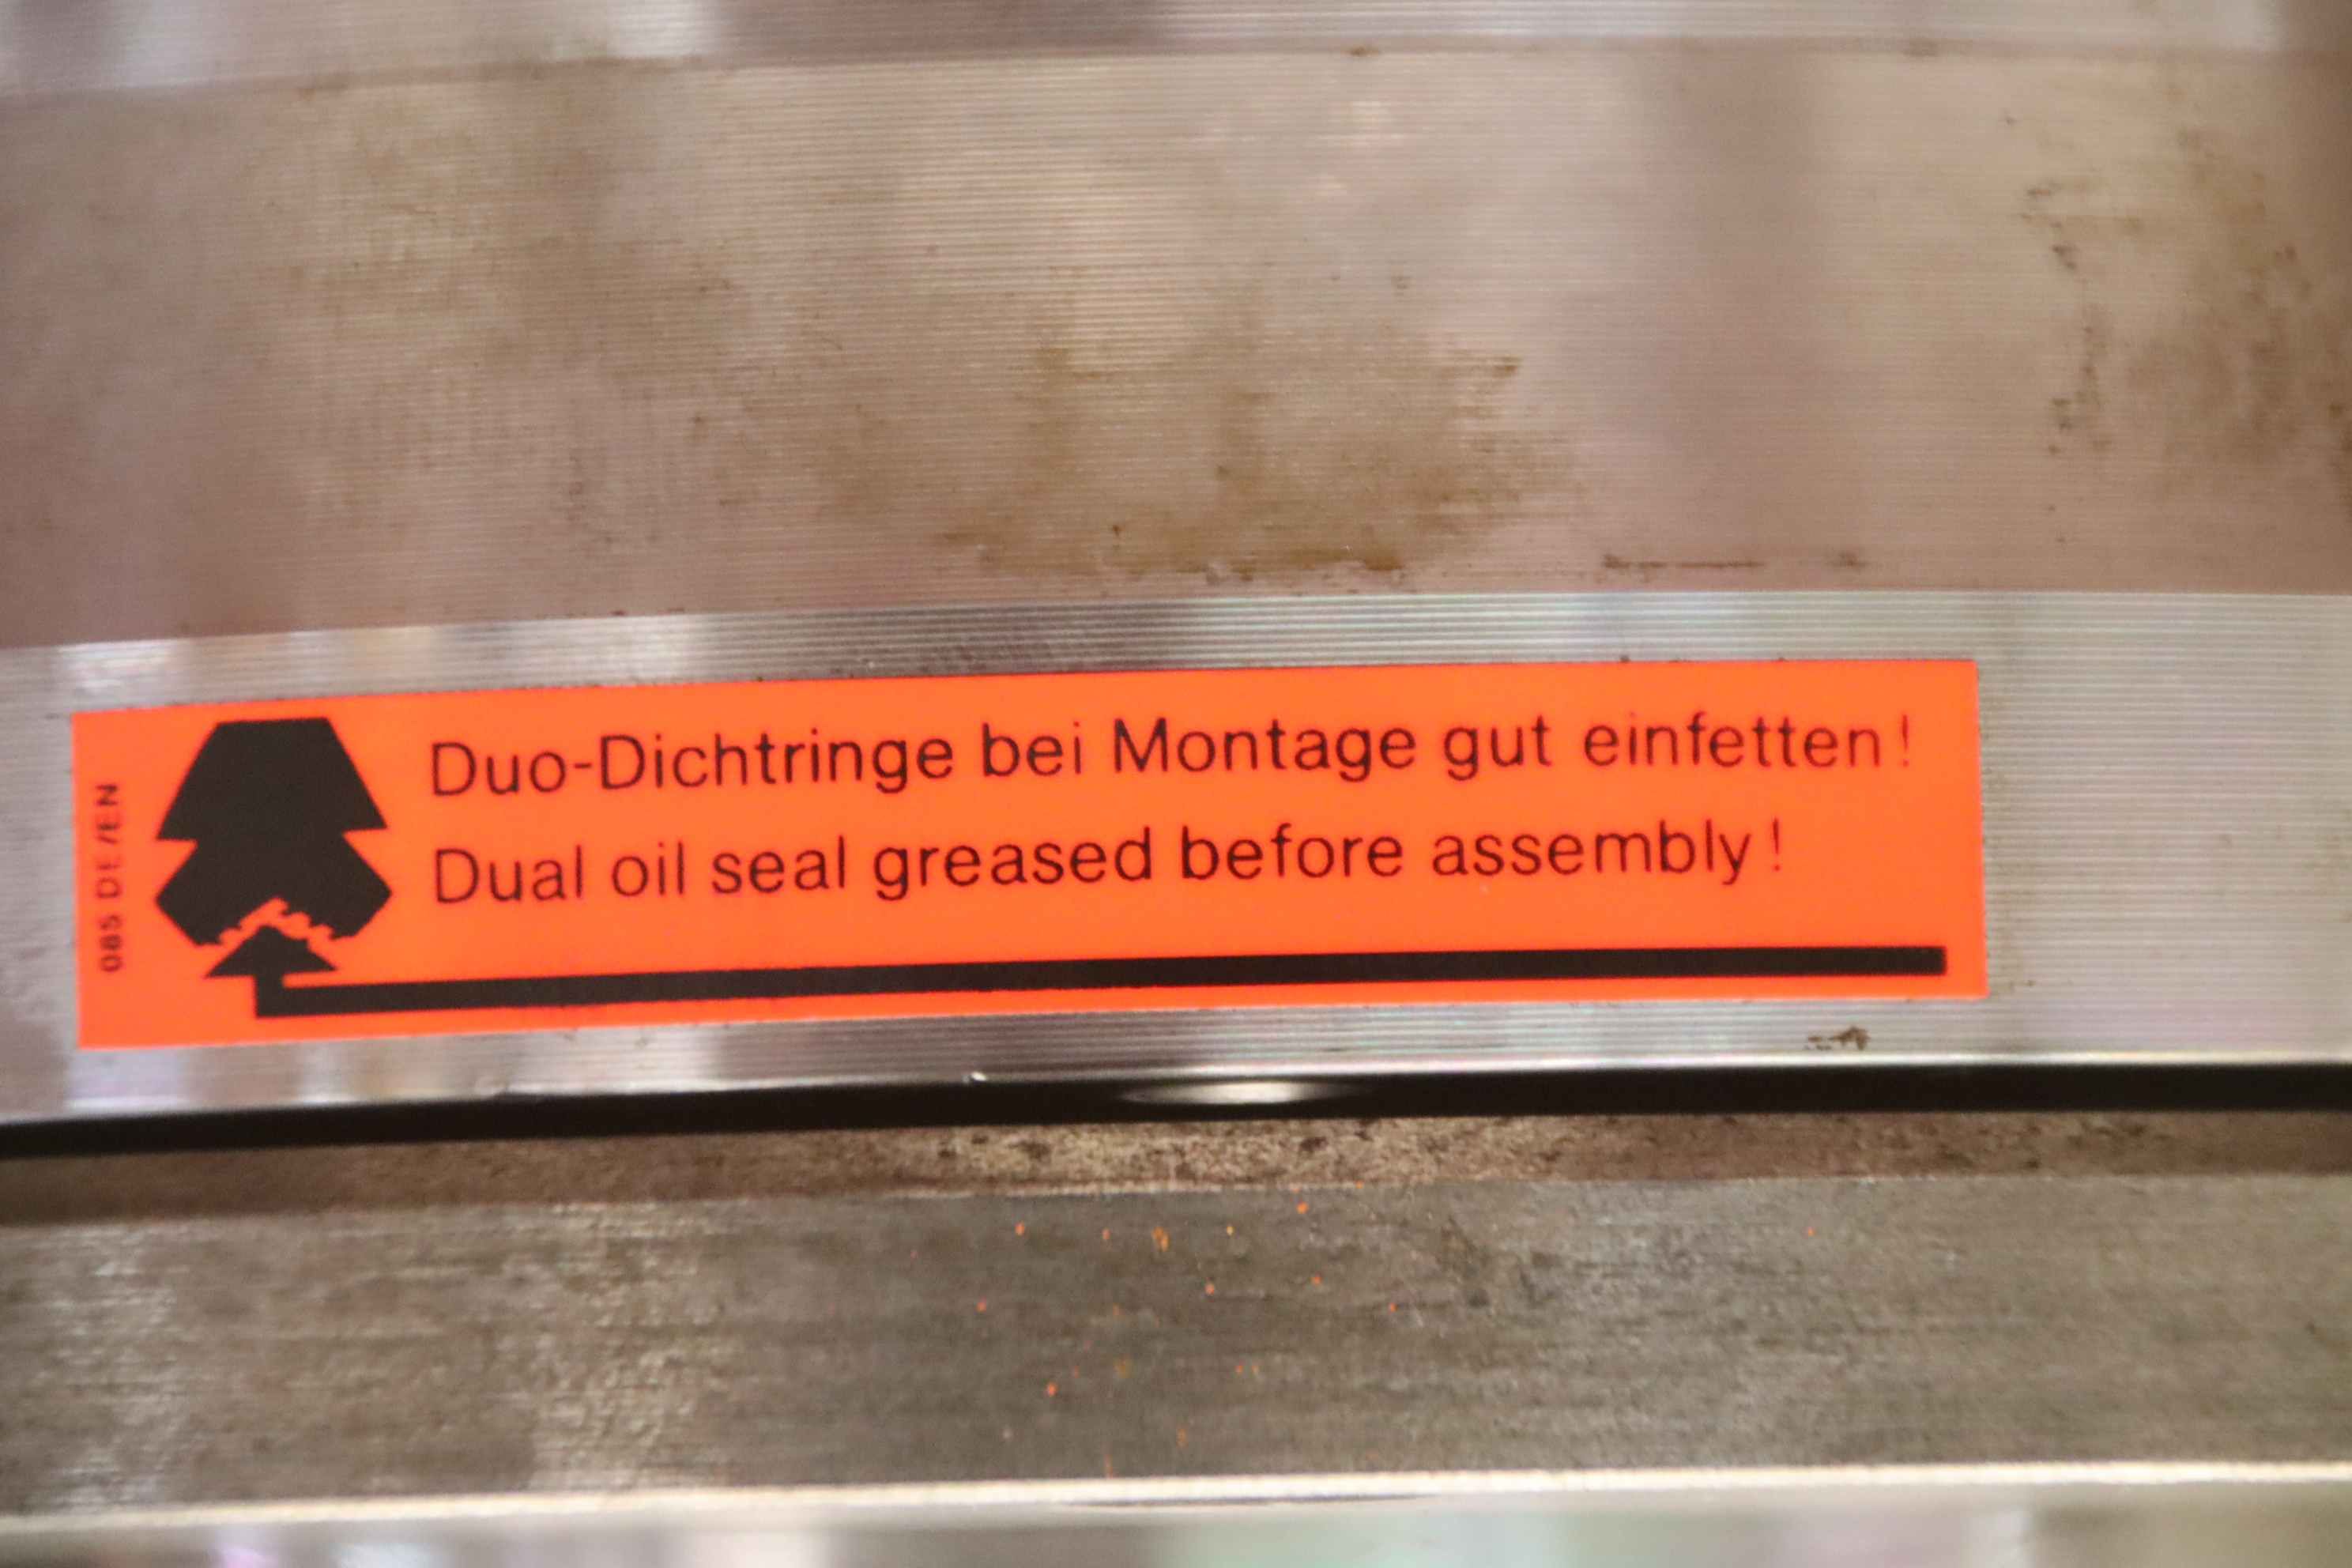 Duo-Dichtringe bei Montage gut einfetten!
Dual oil seal greased before assembly!
085 DE/EN